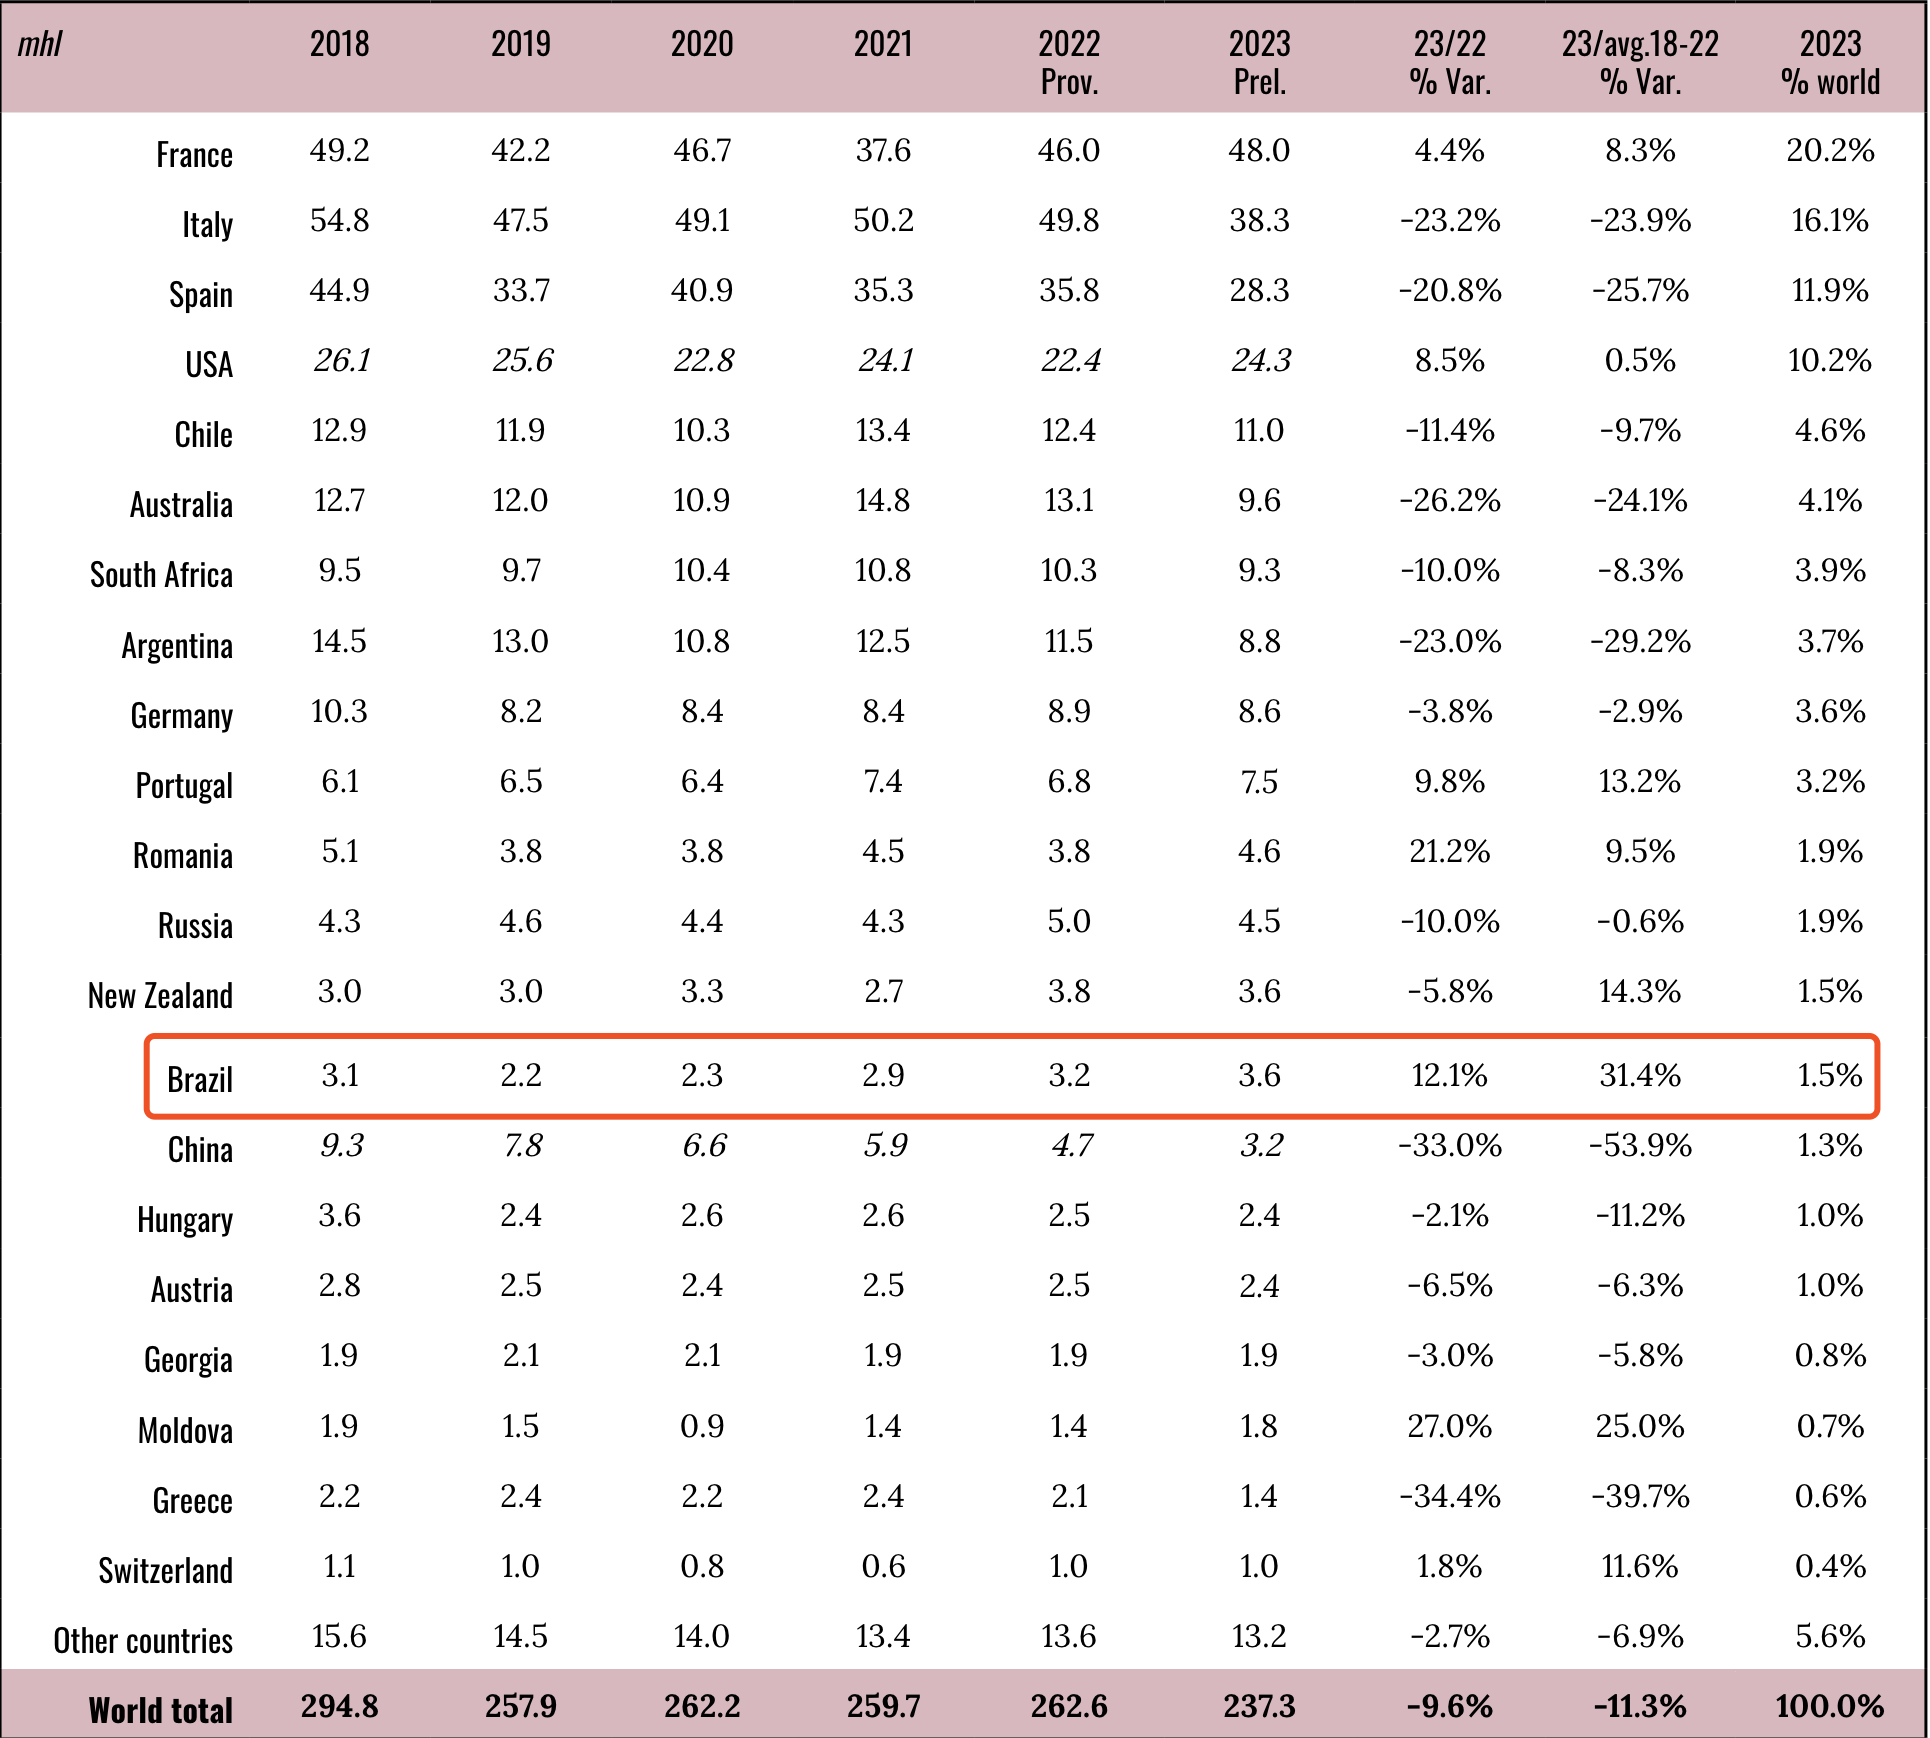 mhl 2018 2019 2020 2021 2022 Prov. 2023 Prel. 23/22 % Var. 23/avg.18-22 % Var. 2023 % world
France 49.2 42.2 46.7 37.6 46.0 48.0 4.4% 8.3% 20.2%
Italy 54.8 47.5 49.1 50.2 49.8 38.3 -23.2% -23.9% 16.1%
Spain 44.9 33.7 40.9 35.3 35.8 28.3 -20.8% -25.7% 11.9%
USA 26.1 25.6 22.8 24.1 22.4 24.3 8.5% 0.5% 10.2%
Chile 12.9 11.9 10.3 13.4 12.4 11.0 -11.4% -9.7% 4.6%
Australia 12.7 12.0 10.9 14.8 13.1 9.6 -26.2% -24.1% 4.1%
South Africa 9.5 9.7 10.4 10.8 10.3 9.3 -10.0% -8.3% 3.9%
Argentina 14.5 13.0 10.8 12.5 11.5 8.8 -23.0% -29.2% 3.7%
Germany 10.3 8.2 8.4 8.4 8.9 8.6 -3.8% -2.9% 3.6%
Portugal 6.1 6.5 6.4 7.4 6.8 7.5 9.8% 13.2% 3.2%
Romania 5.1 3.8 3.8 4.5 3.8 4.6 21.2% 9.5% 1.9%
Russia 4.3 4.6 4.4 4.3 5.0 4.5 -10.0% -0.6% 1.9%
New Zealand 3.0 3.0 3.3 2.7 3.8 3.6 -5.8% 14.3% 1.5%
Brazil 3.1 2.2 2.3 2.9 3.2 3.6 12.1% 31.4% 1.5%
China 9.3 7.8 6.6 5.9 4.7 3.2 -33.0% -53.9% 1.3%
Hungary 3.6 2.4 2.6 2.6 2.5 2.4 -2.1% -11.2% 1.0%
Austria 2.8 2.5 2.4 2.5 2.5 2.4 -6.5% -6.3% 1.0%
Georgia 1.9 2.1 2.1 1.9 1.9 1.9 -3.0% -5.8% 0.8%
Moldova 1.9 1.5 0.9 1.4 1.4 1.8 27.0% 25.0% 0.7%
Greece 2.2 2.4 2.2 2.4 2.1 1.4 -34.4% -39.7% 0.6%
Switzerland 1.1 1.0 0.8 0.6 1.0 1.0 1.8% 11.6% 0.4%
Other countries 15.6 14.5 14.0 13.4 13.6 13.2 -2.7% -6.9% 5.6%
World total 294.8 257.9 262.2 259.7 262.6 237.3 -9.6% -11.3% 100.0%